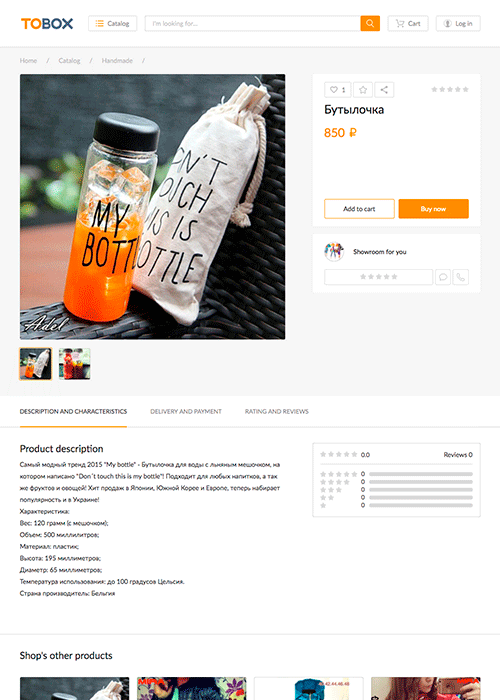 TOBOX
Catalog
I'm looking for...
Cart
Log in
Home / Catalog / Handmade /
1
Бутылочка
850 ₽
Add to cart
Buy now
Showroom for you
DON'T
TOUCH
THIS IS
BOTTLE
MY
BOTTL
Adel
DESCRIPTION AND CHARACTERISTICS
DELIVERY AND PAYMENT
RATING AND REVIEWS
Product description
Самый модный тренд 2015 "My bottle" - Бутылочка для воды с льняным мешочком, на
котором написано "Don`t touch this is my bottle"! Подходит для любых напитков, а так
же фруктов и овощей! Хит продаж в Японии, Южной Корее и Европе, теперь набирает
популярность и в Украине!
Характеристика:
Вес: 120 грамм (с мешочком);
Объем: 500 миллилитров;
Материал: пластик;
Высота: 195 миллиметров;
Диаметр: 65 миллиметров;
Температура использования: до 100 градусов Цельсия.
Страна производитель: Бельгия
0.0
Reviews 0
0
0
0
0
0
Shop's other products